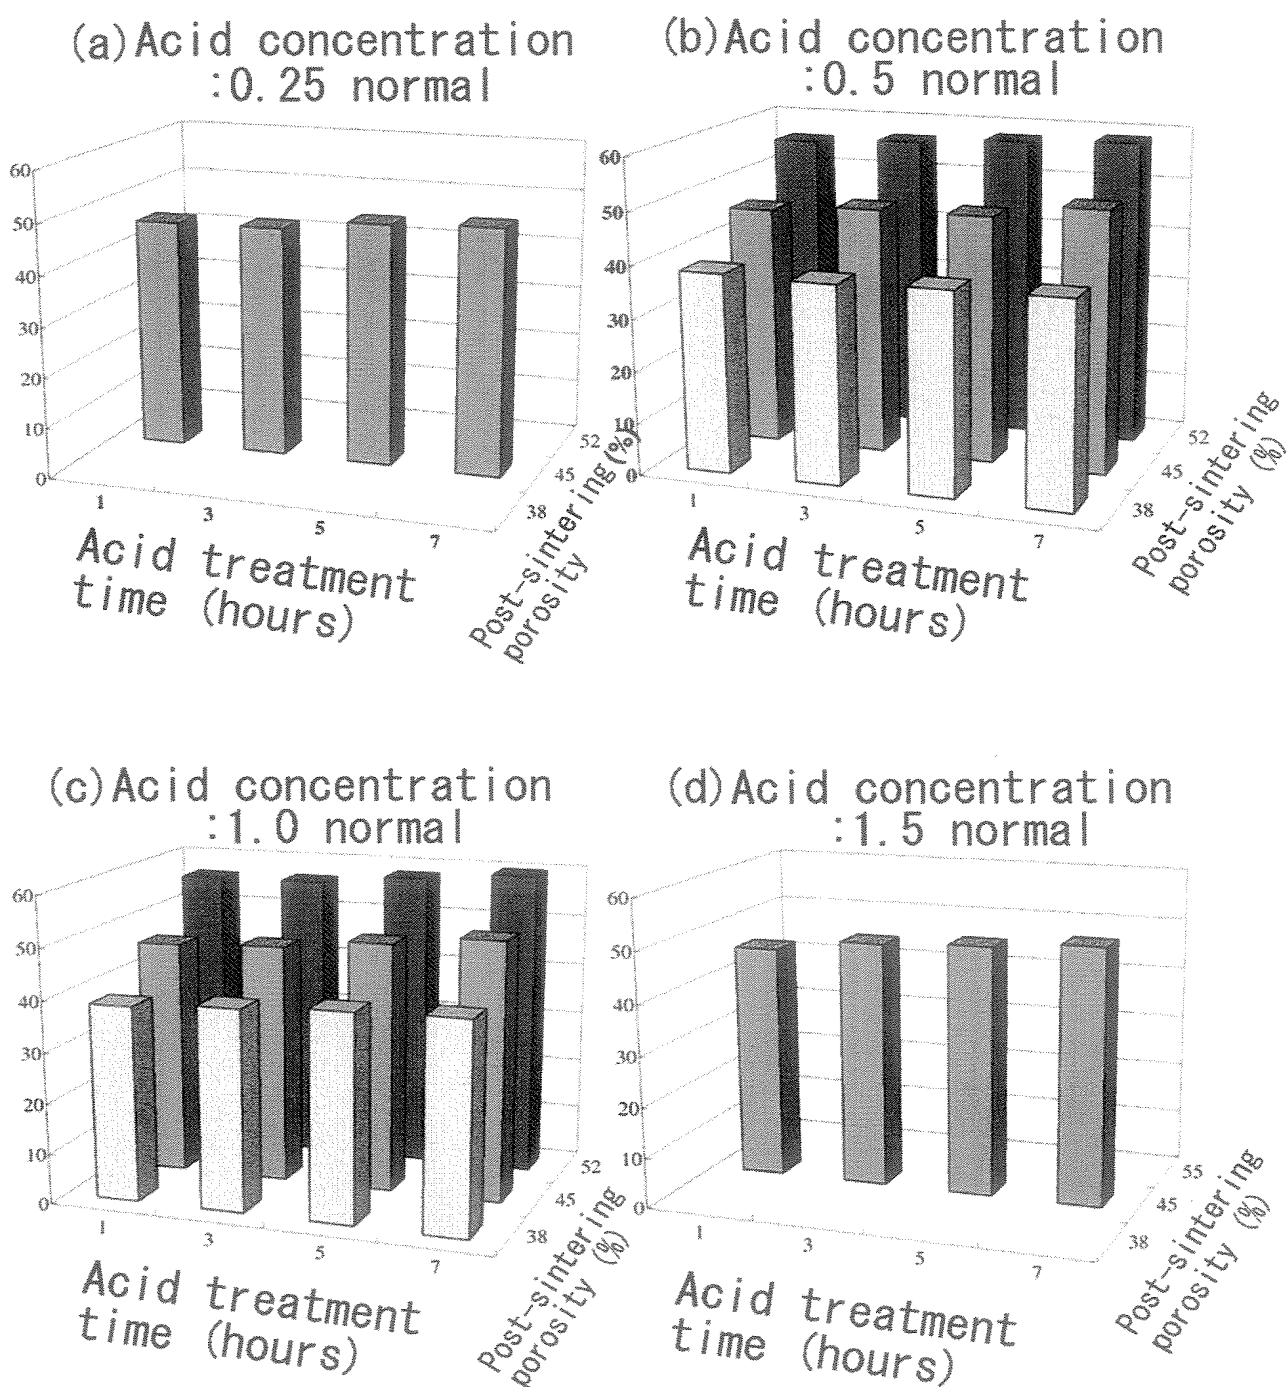 (a)Acid concentration
:0.25 normal
60
50
40
30
20
10
0
1
3
5
7
38
45
52
Acid treatment
time (hours)
Post-sintering (%)
porosity
(b)Acid concentration
:0.5 normal
60
50
40
30
20
10
0
1
3
5
7
38
45
52
Acid treatment
time (hours)
Post-sintering
porosity (%)
(c)Acid concentration
:1.0 normal
60
50
40
30
20
10
0
1
3
5
7
38
45
52
Acid treatment
time (hours)
Post-sintering
porosity (%)
(d)Acid concentration
:1.5 normal
60
50
40
30
20
10
0
1
3
5
7
38
45
55
Acid treatment
time (hours)
Post-sintering
porosity (%)